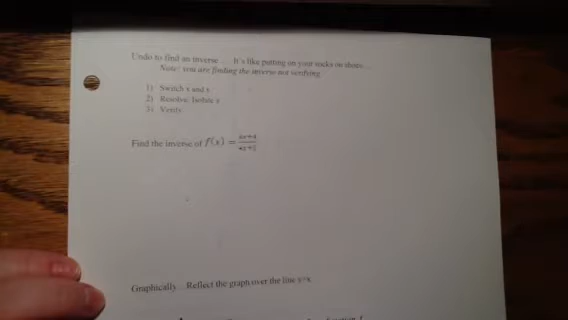 Undo to find an inverse … It's like putting on your socks on shoes…
Note: you are finding the inverse not verifying
1) Switch x and y
2) Resolve: Isolate y
3) Verify
Find the inverse of f(x) =
Graphically…Reflect the graph over the line y=x